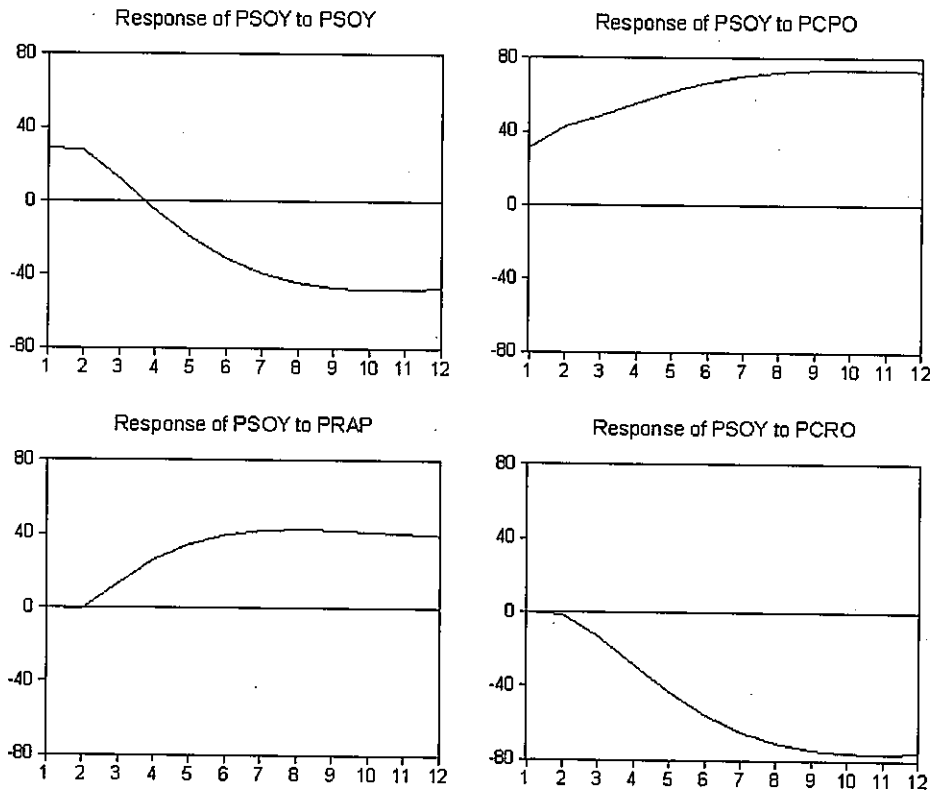 Response of PSOY to PSOY
80
40
0
-40
-80
1 2 3 4 5 6 7 8 9 10 11 12
Response of PSOY to PCPO
80
40
0
-40
-80
1 2 3 4 5 6 7 8 9 10 11 12
Response of PSOY to PRAP
80
40
0
-40
-80
1 2 3 4 5 6 7 8 9 10 11 12
Response of PSOY to PCRO
80
40
0
-40
-80
1 2 3 4 5 6 7 8 9 10 11 12